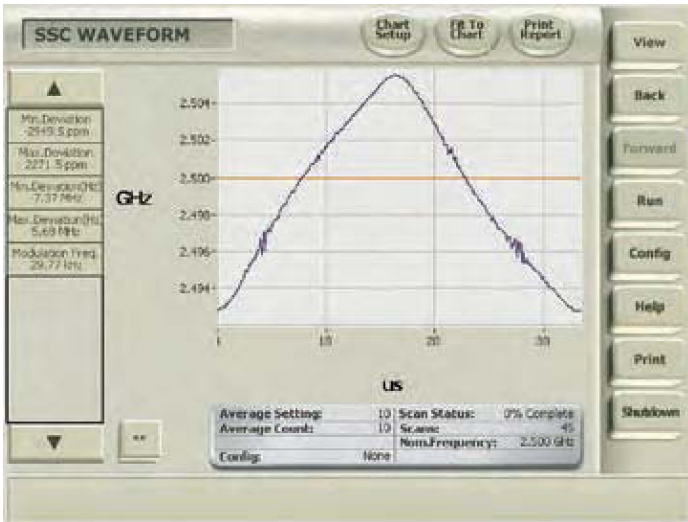 SSC WAVEFORM
Chart Setup
Fit To Chart
Print Report
View
Back
Forward
Run
Config
Help
Print
Shutdown
Min.Deviation
-2949.5 ppm
Max.Deviation
2271.5 ppm
Min.Deviation(Hz)
-7.37 MHz
Max.Deviation(Hz)
5.68 MHz
Modulation Freq.
29.77 kHz
GHz
2.504
2.502
2.500
2.498
2.496
2.494
1
10
20
30
us
Average Setting: 10
Average Count: 10
Config: None
Scan Status: 0% Complete
Scans: 45
Nom.Frequency: 2.500 GHz
**